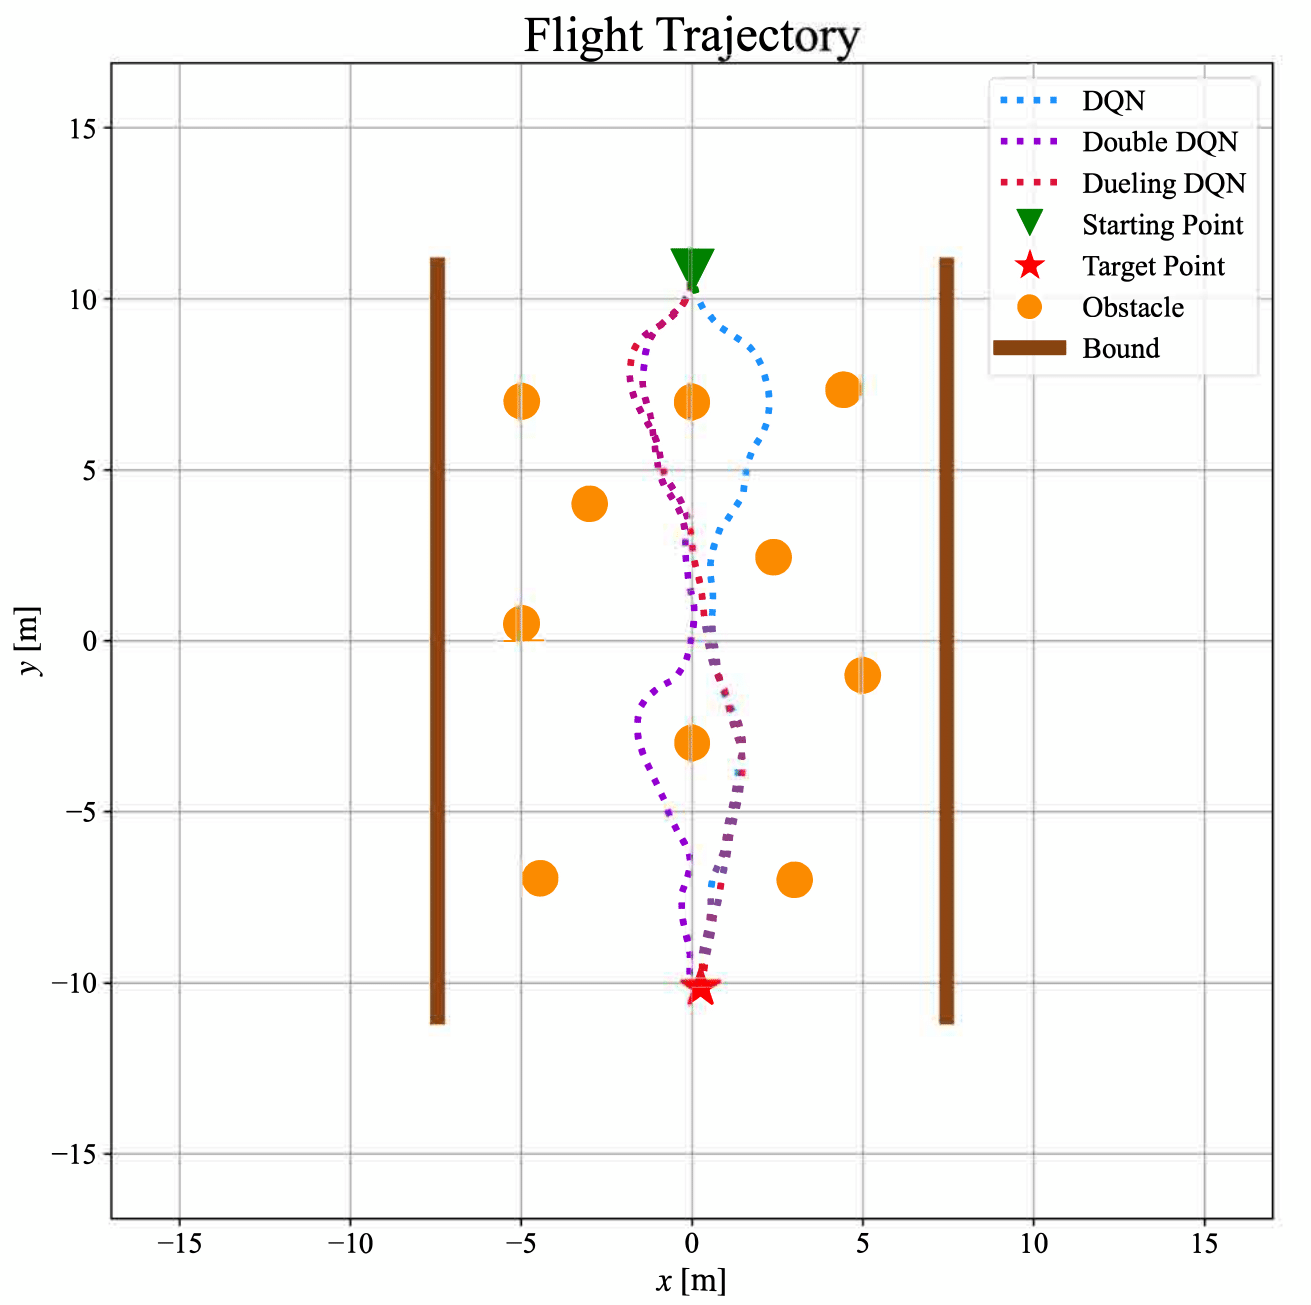 Flight Trajectory
DQN
Double DQN
Dueling DQN
Starting Point
Target Point
Obstacle
Bound
15
10
5
0
−5
−10
−15
y [m]
−15 −10 −5 0 5 10 15
x [m]